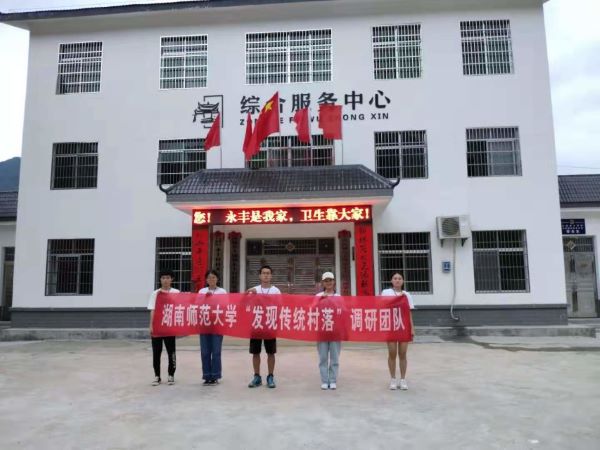 综合服务中心
ZONG HE FU WU ZHONG XIN
您! 永丰是我家,卫生靠大家!
湖南师范大学“发现传统村落”调研团队